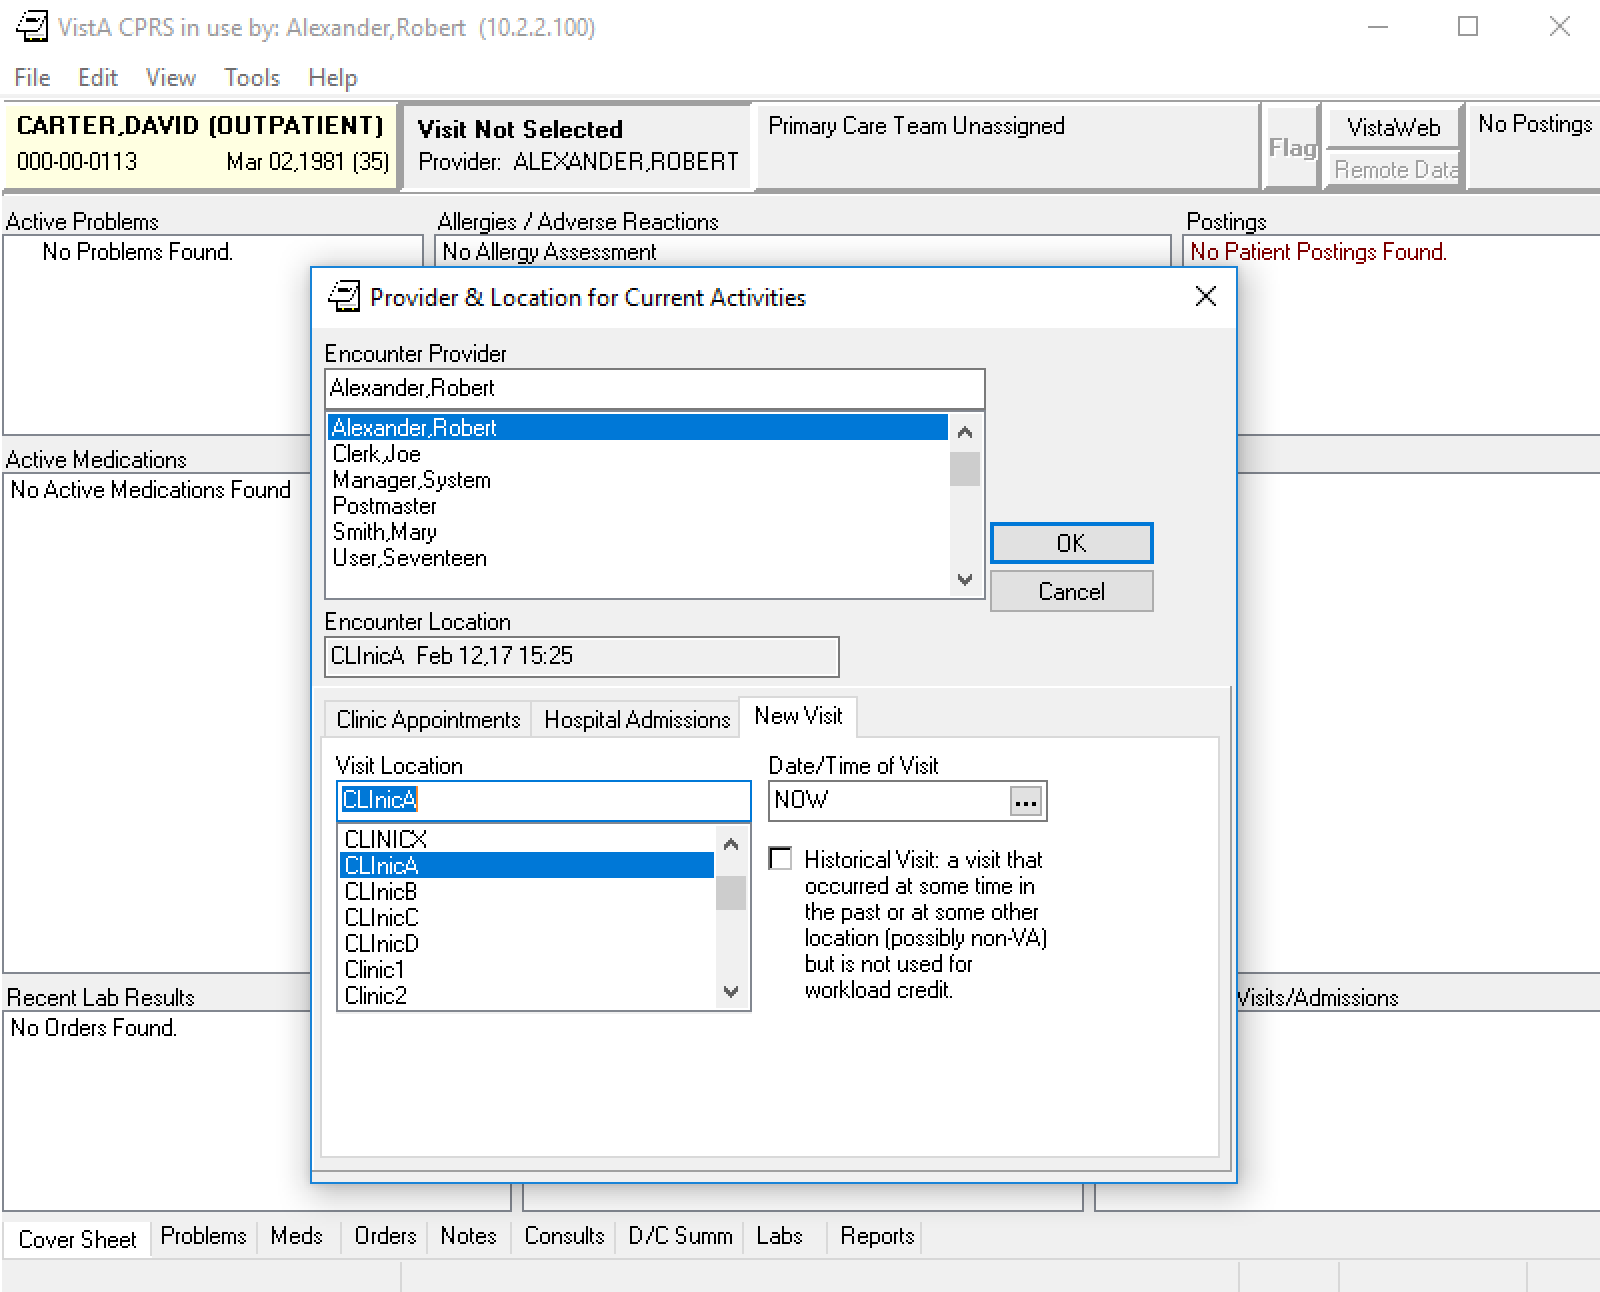 VistA CPRS in use by: Alexander,Robert (10.2.2.100)
File Edit View Tools Help
CARTER,DAVID (OUTPATIENT)
000-00-0113 Mar 02,1981 (35)
Visit Not Selected
Provider: ALEXANDER,ROBERT
Primary Care Team Unassigned
Flag
VistaWeb
Remote Data
No Postings
Active Problems
No Problems Found.
Allergies / Adverse Reactions
No Allergy Assessment
Postings
No Patient Postings Found.
Active Medications
No Active Medications Found
Recent Lab Results
No Orders Found.
Visits/Admissions
Provider & Location for Current Activities
Encounter Provider
Alexander,Robert
Alexander,Robert
Clerk,Joe
Manager,System
Postmaster
Smith,Mary
User,Seventeen
OK
Cancel
Encounter Location
CLInicA Feb 12,17 15:25
Clinic Appointments Hospital Admissions New Visit
Visit Location
CLInicA
CLINICX
CLInicA
CLInicB
CLInicC
CLInicD
Clinic1
Clinic2
Date/Time of Visit
NOW ...
Historical Visit: a visit that
occurred at some time in
the past or at some other
location (possibly non-VA)
but is not used for
workload credit.
Cover Sheet Problems Meds Orders Notes Consults D/C Summ Labs Reports